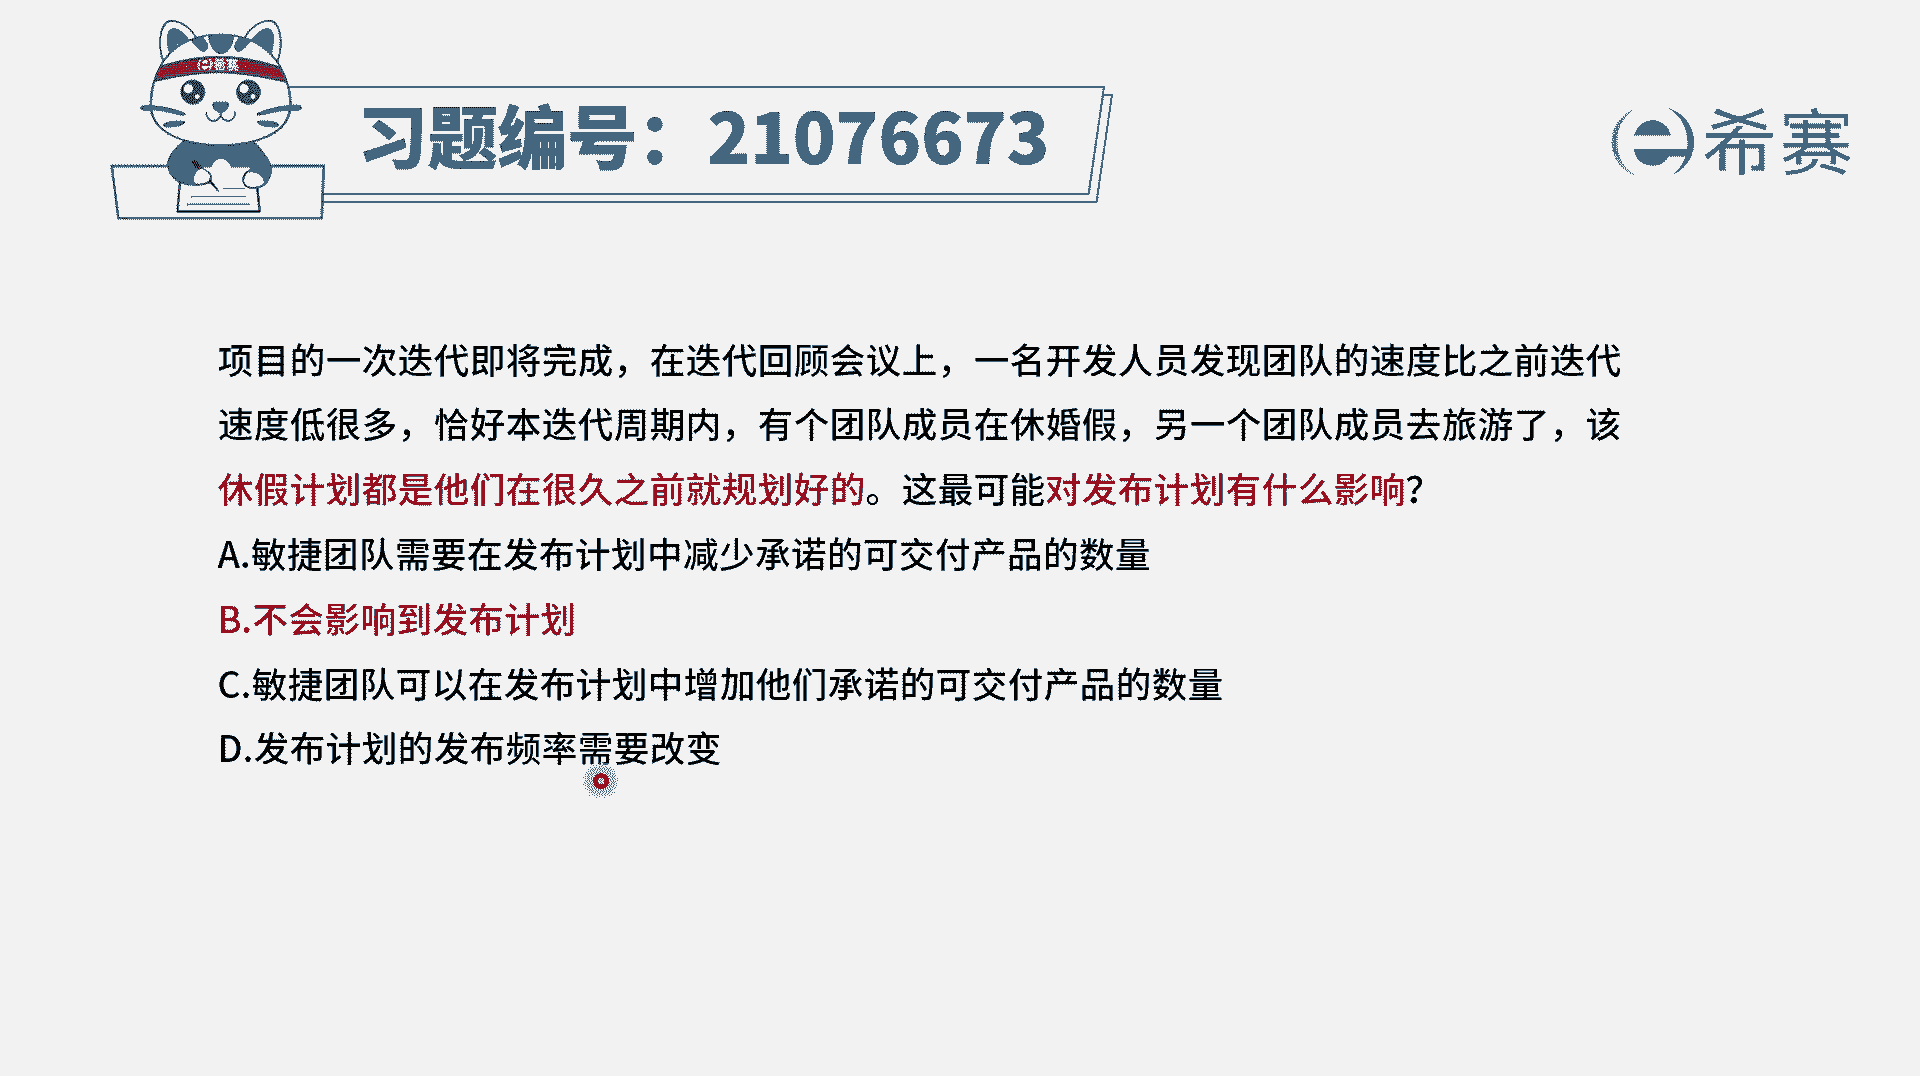 习题编号：21076673
希赛
项目的一次迭代即将完成，在迭代回顾会议上，一名开发人员发现团队的速度比之前迭代
速度低很多，恰好本迭代周期内，有个团队成员在休婚假，另一个团队成员去旅游了，该
休假计划都是他们在很久之前就规划好的。这最可能对发布计划有什么影响？
A.敏捷团队需要在发布计划中减少承诺的可交付产品的数量
B.不会影响到发布计划
C.敏捷团队可以在发布计划中增加他们承诺的可交付产品的数量
D.发布计划的发布频率需要改变